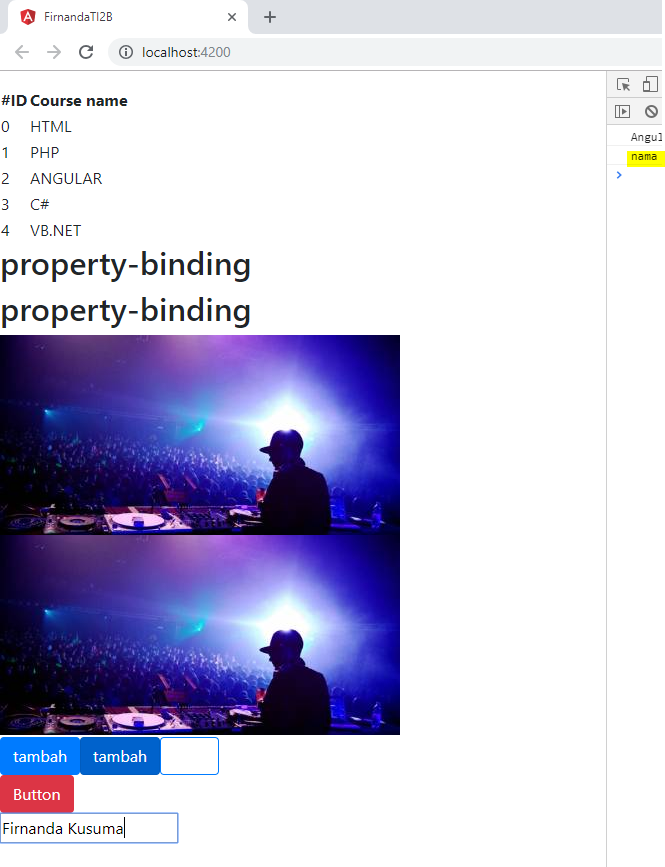 FirnandaTI2B
localhost:4200
#ID Course name
0 HTML
1 PHP
2 ANGULAR
3 C#
4 VB.NET
property-binding
property-binding
tambah tambah
Button
Firnanda Kusuma
Angul
nama